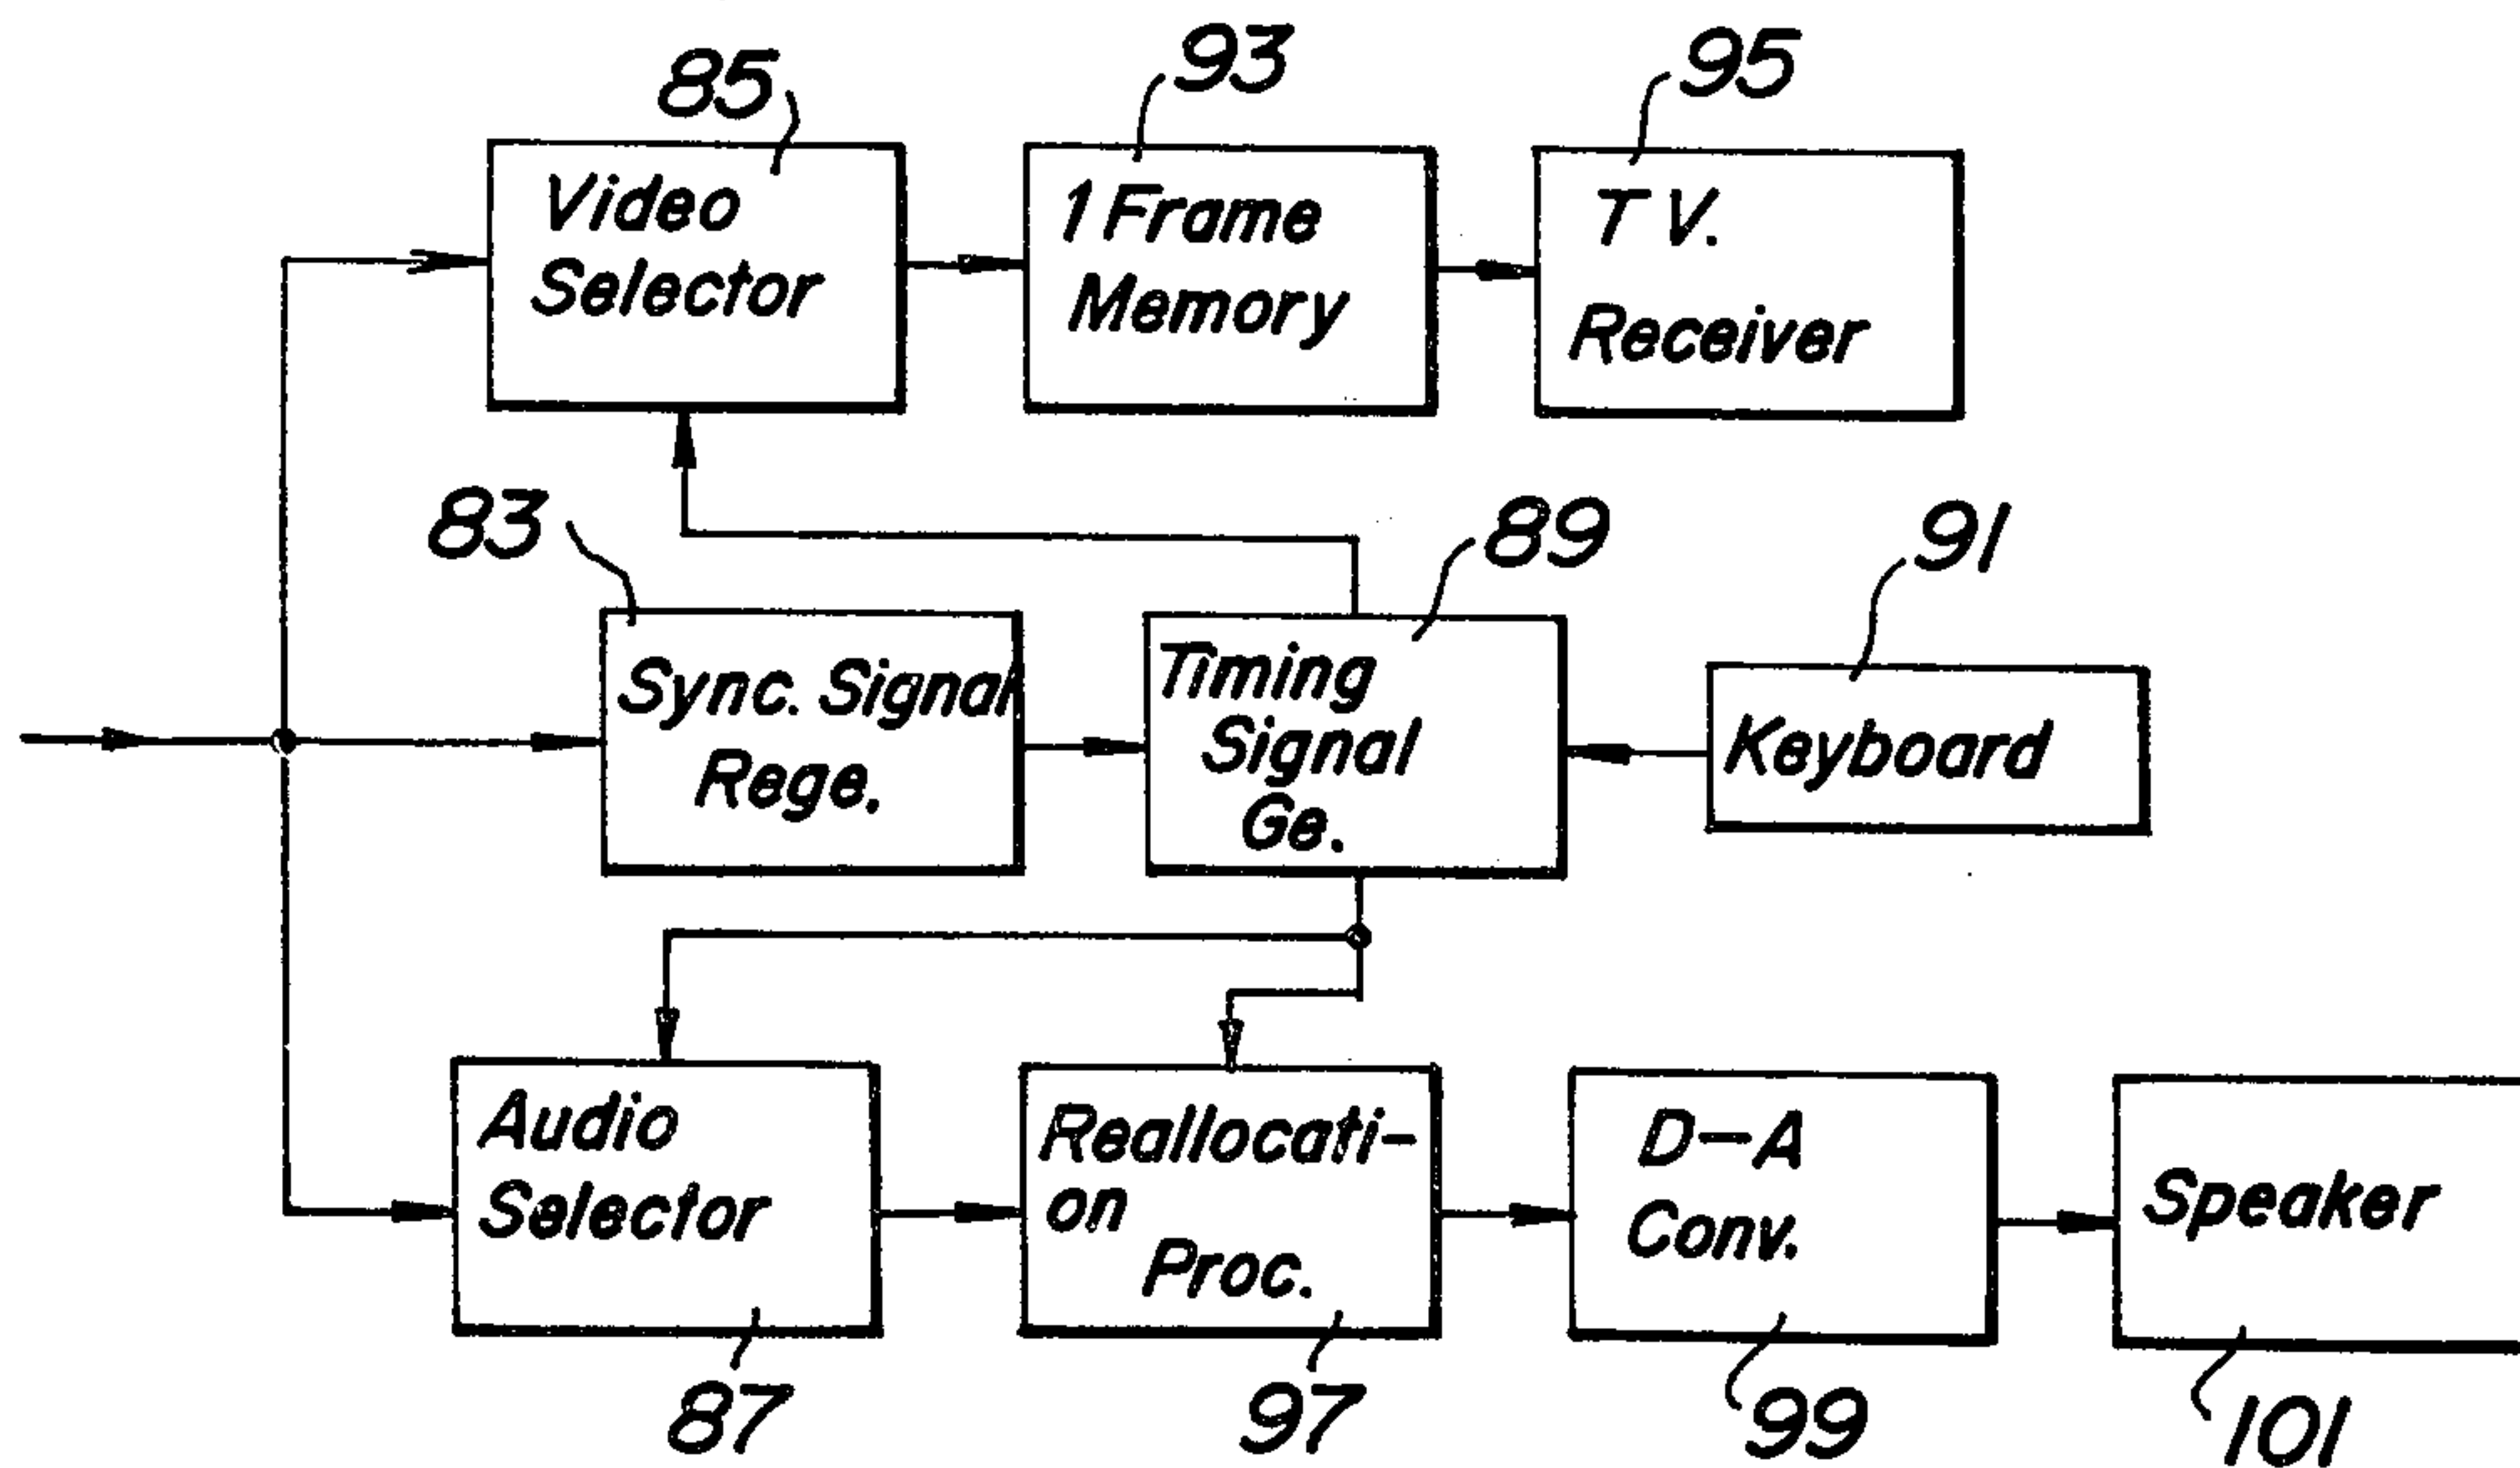 85
93
95
Video
Selector
1 Frame
Memory
T V.
Receiver
83
89
91
Sync. Signal
Rege.
Timing
Signal
Ge.
Keyboard
Audio
Selector
Reallocati-
on
Proc.
D-A
Conv.
Speaker
87
97
99
101